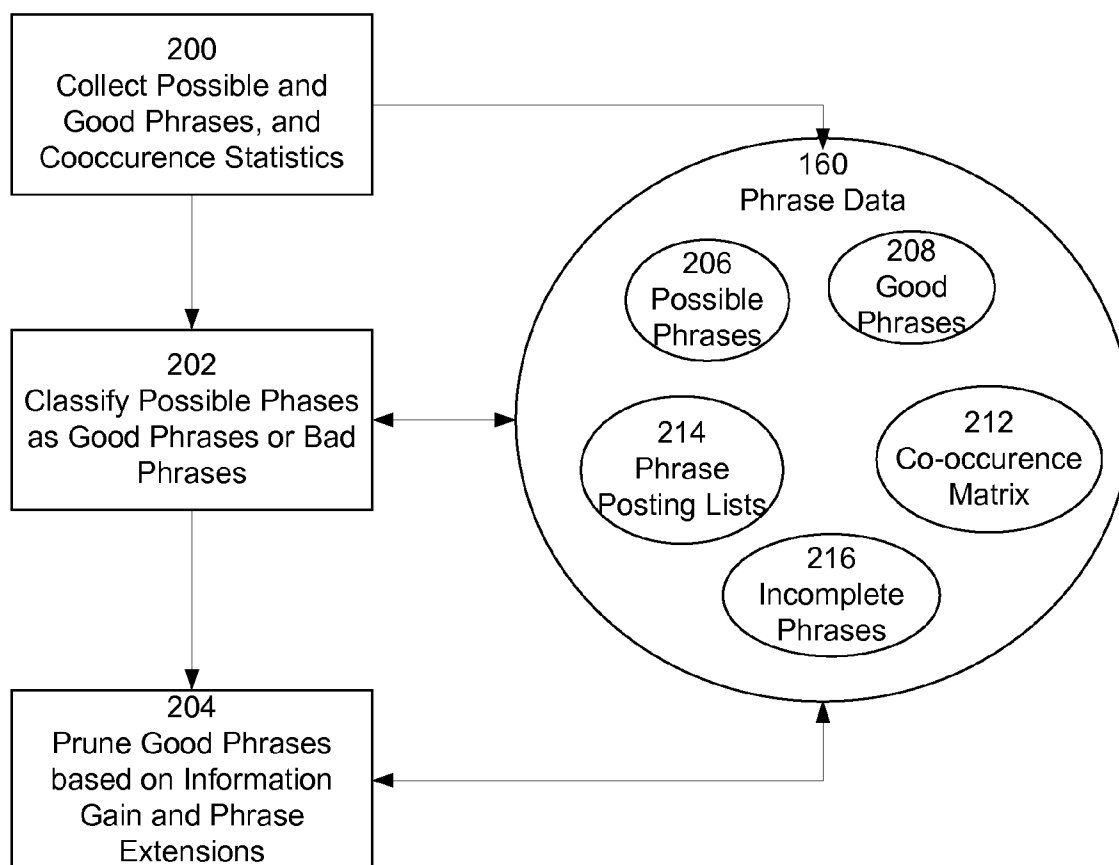 200
Collect Possible and
Good Phrases, and
Cooccurence Statistics
160
Phrase Data
206
Possible
Phrases
208
Good
Phrases
202
Classify Possible Phases
as Good Phrases or Bad
Phrases
214
Phrase
Posting Lists
212
Co-occurence
Matrix
216
Incomplete
Phrases
204
Prune Good Phrases
based on Information
Gain and Phrase
Extensions